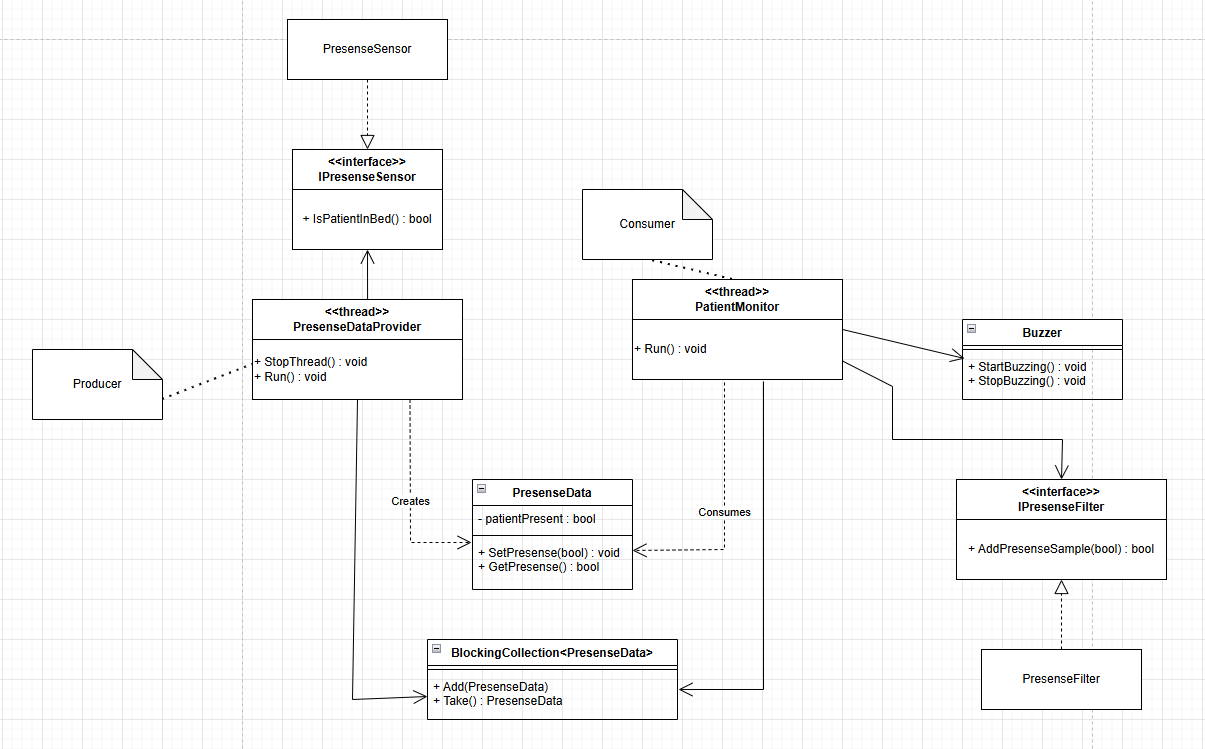 PresenseSensor
<<interface>>
IPresenseSensor
+ IsPatientInBed() : bool
Consumer
<<thread>>
PatientMonitor
+ Run() : void
<<thread>>
PresenseDataProvider
+ StopThread() : void
+ Run() : void
Producer
Buzzer
+ StartBuzzing() : void
+ StopBuzzing() : void
Creates
PresenseData
- patientPresent : bool
+ SetPresense(bool) : void
+ GetPresense() : bool
Consumes
<<interface>>
IPresenseFilter
+ AddPresenseSample(bool) : bool
BlockingCollection<PresenseData>
+ Add(PresenseData)
+ Take() : PresenseData
PresenseFilter